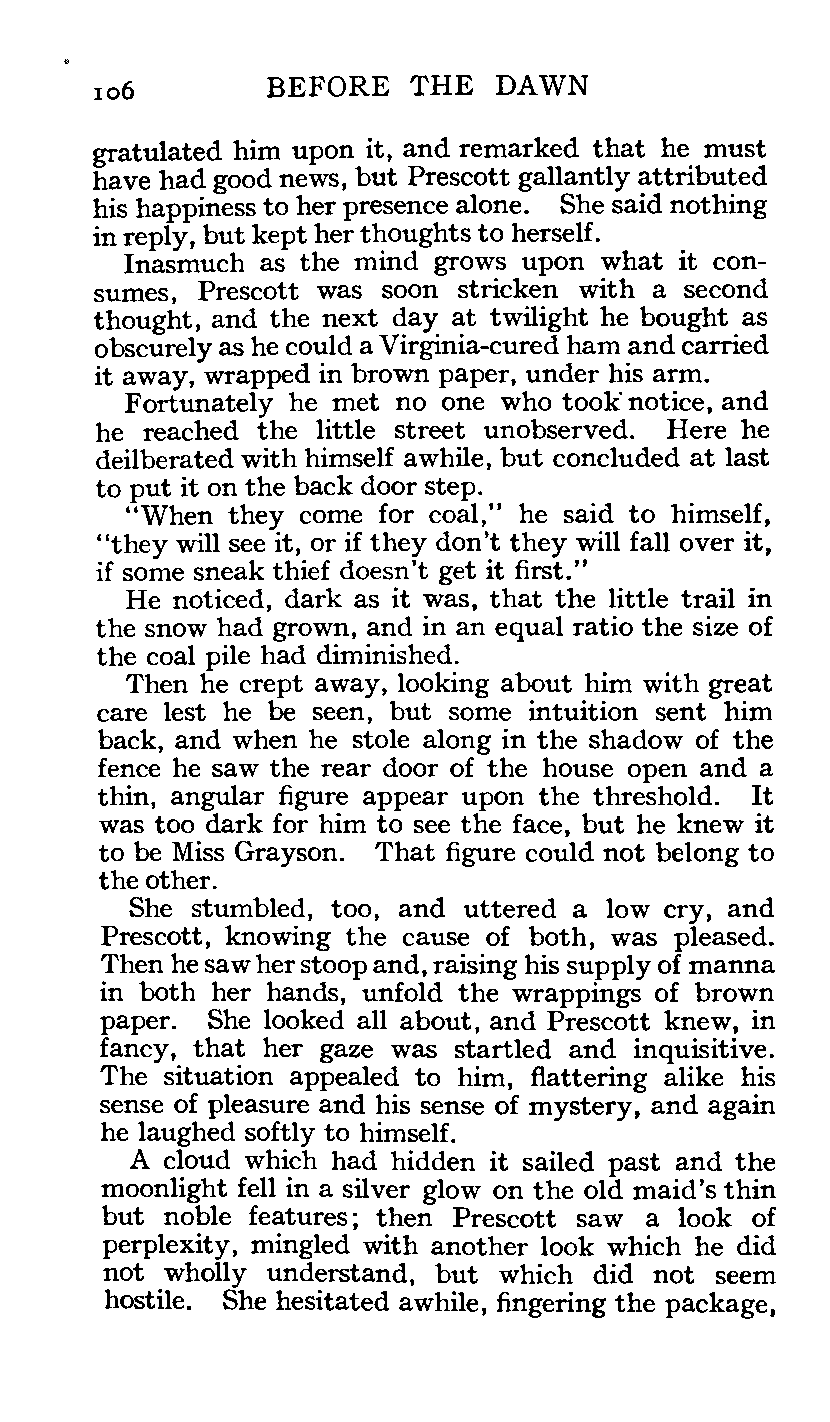 106 BEFORE THE DAWN
gratulated him upon it, and remarked that he must
have had good news, but Prescott gallantly attributed
his happiness to her presence alone. She said nothing
in reply, but kept her thoughts to herself.
Inasmuch as the mind grows upon what it con-
sumes, Prescott was soon stricken with a second
thought, and the next day at twilight he bought as
obscurely as he could a Virginia-cured ham and carried
it away, wrapped in brown paper, under his arm.
Fortunately he met no one who took notice, and
he reached the little street unobserved. Here he
deilberated with himself awhile, but concluded at last
to put it on the back door step.
"When they come for coal," he said to himself,
"they will see it, or if they don't they will fall over it,
if some sneak thief doesn't get it first."
He noticed, dark as it was, that the little trail in
the snow had grown, and in an equal ratio the size of
the coal pile had diminished.
Then he crept away, looking about him with great
care lest he be seen, but some intuition sent him
back, and when he stole along in the shadow of the
fence he saw the rear door of the house open and a
thin, angular figure appear upon the threshold. It
was too dark for him to see the face, but he knew it
to be Miss Grayson. That figure could not belong to
the other.
She stumbled, too, and uttered a low cry, and
Prescott, knowing the cause of both, was pleased.
Then he saw her stoop and, raising his supply of manna
in both her hands, unfold the wrappings of brown
paper. She looked all about, and Prescott knew, in
fancy, that her gaze was startled and inquisitive.
The situation appealed to him, flattering alike his
sense of pleasure and his sense of mystery, and again
he laughed softly to himself.
A cloud which had hidden it sailed past and the
moonlight fell in a silver glow on the old maid's thin
but noble features; then Prescott saw a look of
perplexity, mingled with another look which he did
not wholly understand, but which did not seem
hostile. She hesitated awhile, fingering the package,